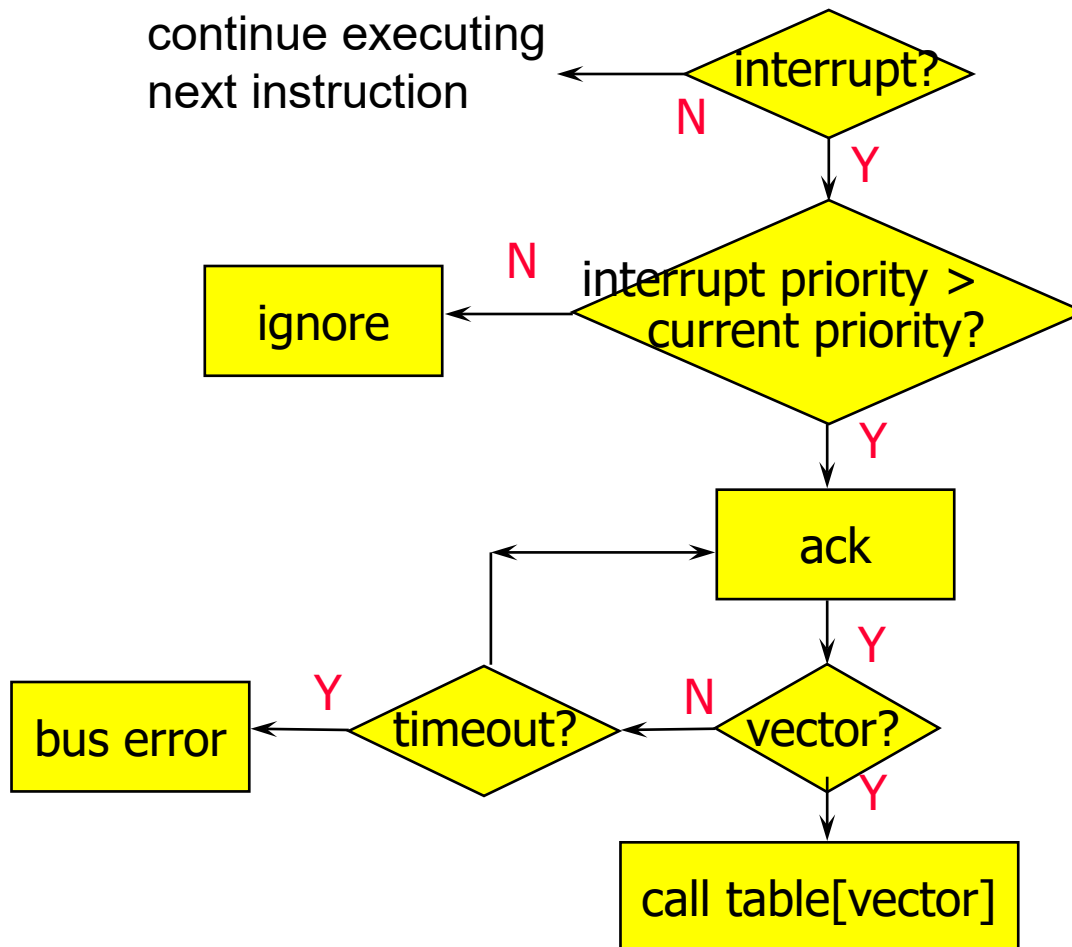 continue executing
next instruction
interrupt?
N
Y
N
interrupt priority >
current priority?
ignore
Y
ack
Y
Y
N
bus error
timeout?
vector?
Y
call table[vector]